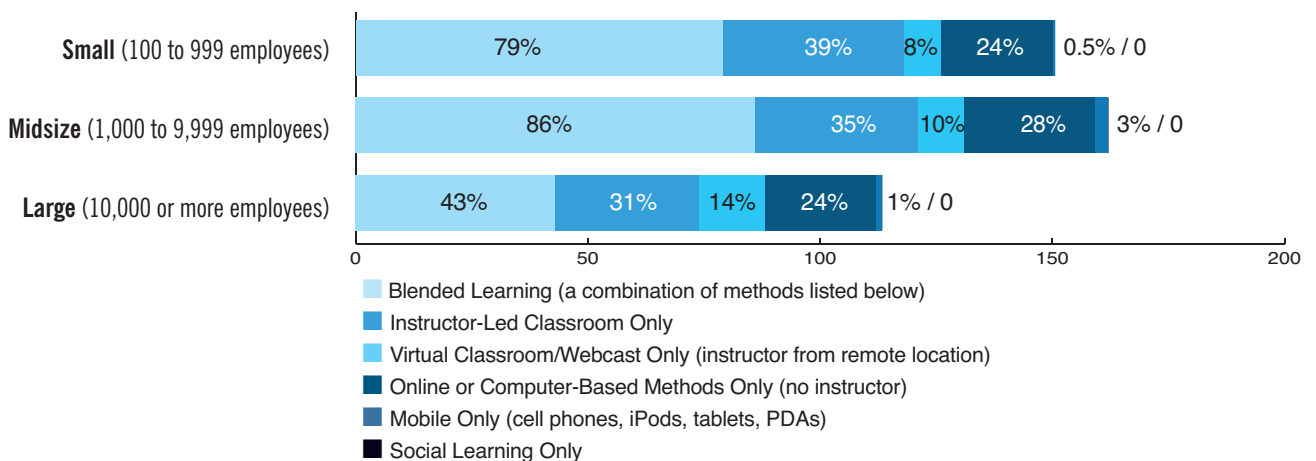 Small (100 to 999 employees) 79% 39% 8% 24% 0.5% / 0
Midsize (1,000 to 9,999 employees) 86% 35% 10% 28% 3% / 0
Large (10,000 or more employees) 43% 31% 14% 24% 1% / 0
0 50 100 150 200
Blended Learning (a combination of methods listed below)
Instructor-Led Classroom Only
Virtual Classroom/Webcast Only (instructor from remote location)
Online or Computer-Based Methods Only (no instructor)
Mobile Only (cell phones, iPods, tablets, PDAs)
Social Learning Only